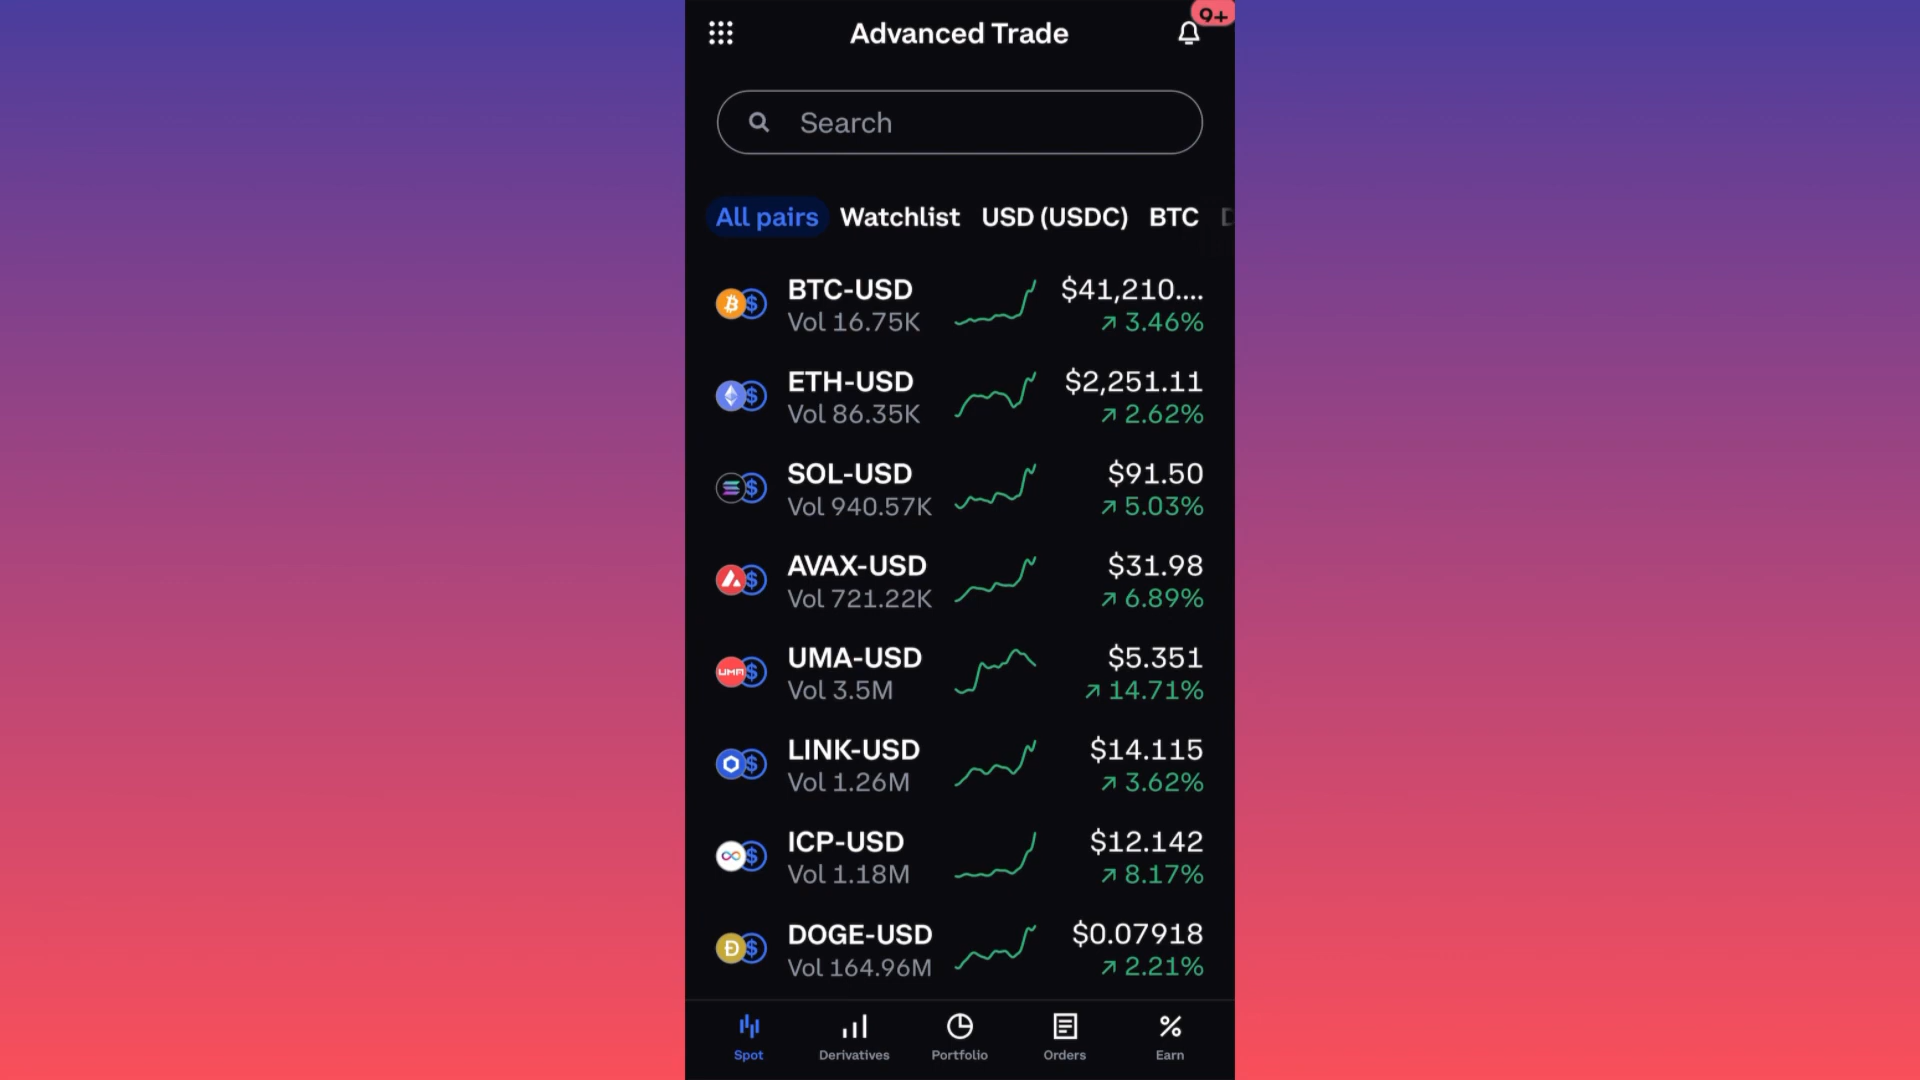 9+
Advanced Trade
Search
All pairs Watchlist USD (USDC) BTC
BTC-USD $41,210....
Vol 16.75K ↗ 3.46%
ETH-USD $2,251.11
Vol 86.35K ↗ 2.62%
SOL-USD $91.50
Vol 940.57K ↗ 5.03%
AVAX-USD $31.98
Vol 721.22K ↗ 6.89%
UMA
UMA-USD $5.351
Vol 3.5M ↗ 14.71%
LINK-USD $14.115
Vol 1.26M ↗ 3.62%
ICP-USD $12.142
Vol 1.18M ↗ 8.17%
DOGE-USD $0.07918
Vol 164.96M ↗ 2.21%
Spot Derivatives Portfolio Orders Earn